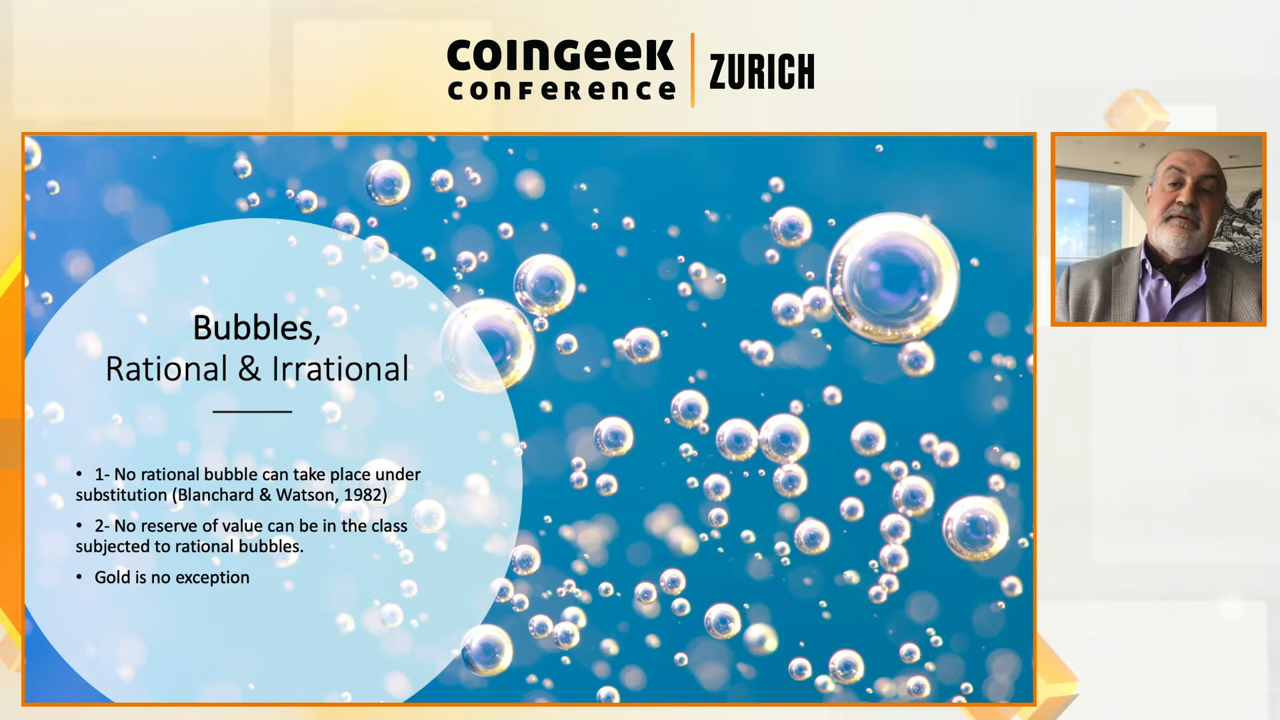 COINGEEK
CONFERENCE
ZURICH
Bubbles,
Rational & Irrational
• 1- No rational bubble can take place under
substitution (Blanchard & Watson, 1982)
• 2- No reserve of value can be in the class
subjected to rational bubbles.
• Gold is no exception